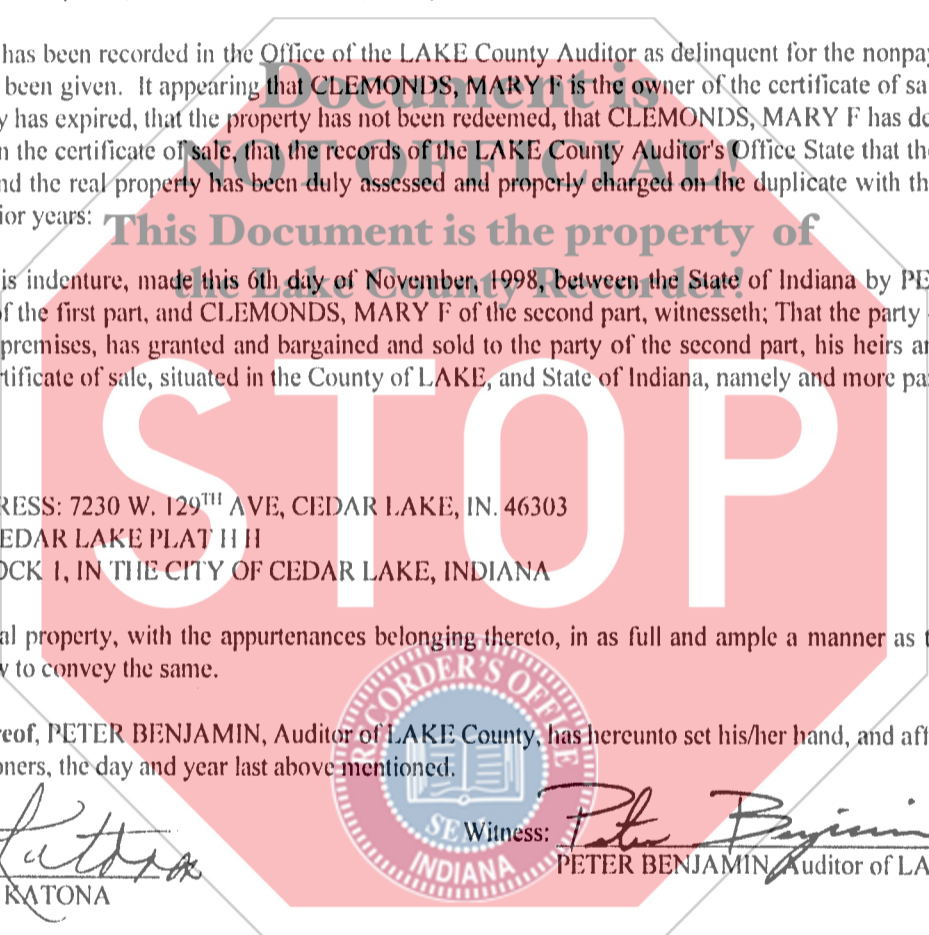 has been recorded in the Office of the LAKE County Auditor as delinquent for the nonpay
been given. It appearing that CLEMONDS, MARY F is the owner of the certificate of sa
y has expired, that the property has not been redeemed, that CLEMONDS, MARY F has de
n the certificate of sale, that the records of the LAKE County Auditor's Office State that the
nd the real property has been duly assessed and properly charged on the duplicate with th
ior years:
Document is
NOT OFFICIAL!
This Document is the property of
the Lake County Recorder!
is indenture, made this 6th day of November, 1998, between the State of Indiana by PE
f the first part, and CLEMONDS, MARY F of the second part, witnesseth; That the party
premises, has granted and bargained and sold to the party of the second part, his heirs an
rtificate of sale, situated in the County of LAKE, and State of Indiana, namely and more pa
STOP
RESS: 7230 W. 129TH AVE, CEDAR LAKE, IN. 46303
EDAR LAKE PLAT H H
OCK 1, IN THE CITY OF CEDAR LAKE, INDIANA
al property, with the appurtenances belonging thereto, in as full and ample a manner as t
w to convey the same.
RECORDER'S OFFICE
SEAL
INDIANA
reof, PETER BENJAMIN, Auditor of LAKE County, has hereunto set his/her hand, and aff
oners, the day and year last above mentioned.
Katona
Witness: Peter Benjamin
PETER BENJAMIN, Auditor of LA
KATONA